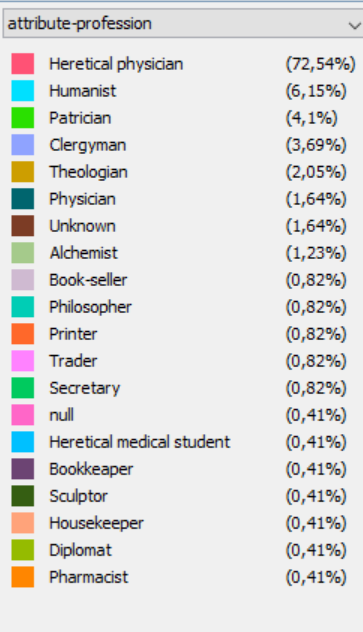 attribute-profession
Heretical physician (72,54%)
Humanist (6,15%)
Patrician (4,1%)
Clergyman (3,69%)
Theologian (2,05%)
Physician (1,64%)
Unknown (1,64%)
Alchemist (1,23%)
Book-seller (0,82%)
Philosopher (0,82%)
Printer (0,82%)
Trader (0,82%)
Secretary (0,82%)
null (0,41%)
Heretical medical student (0,41%)
Bookkeaper (0,41%)
Sculptor (0,41%)
Housekeeper (0,41%)
Diplomat (0,41%)
Pharmacist (0,41%)